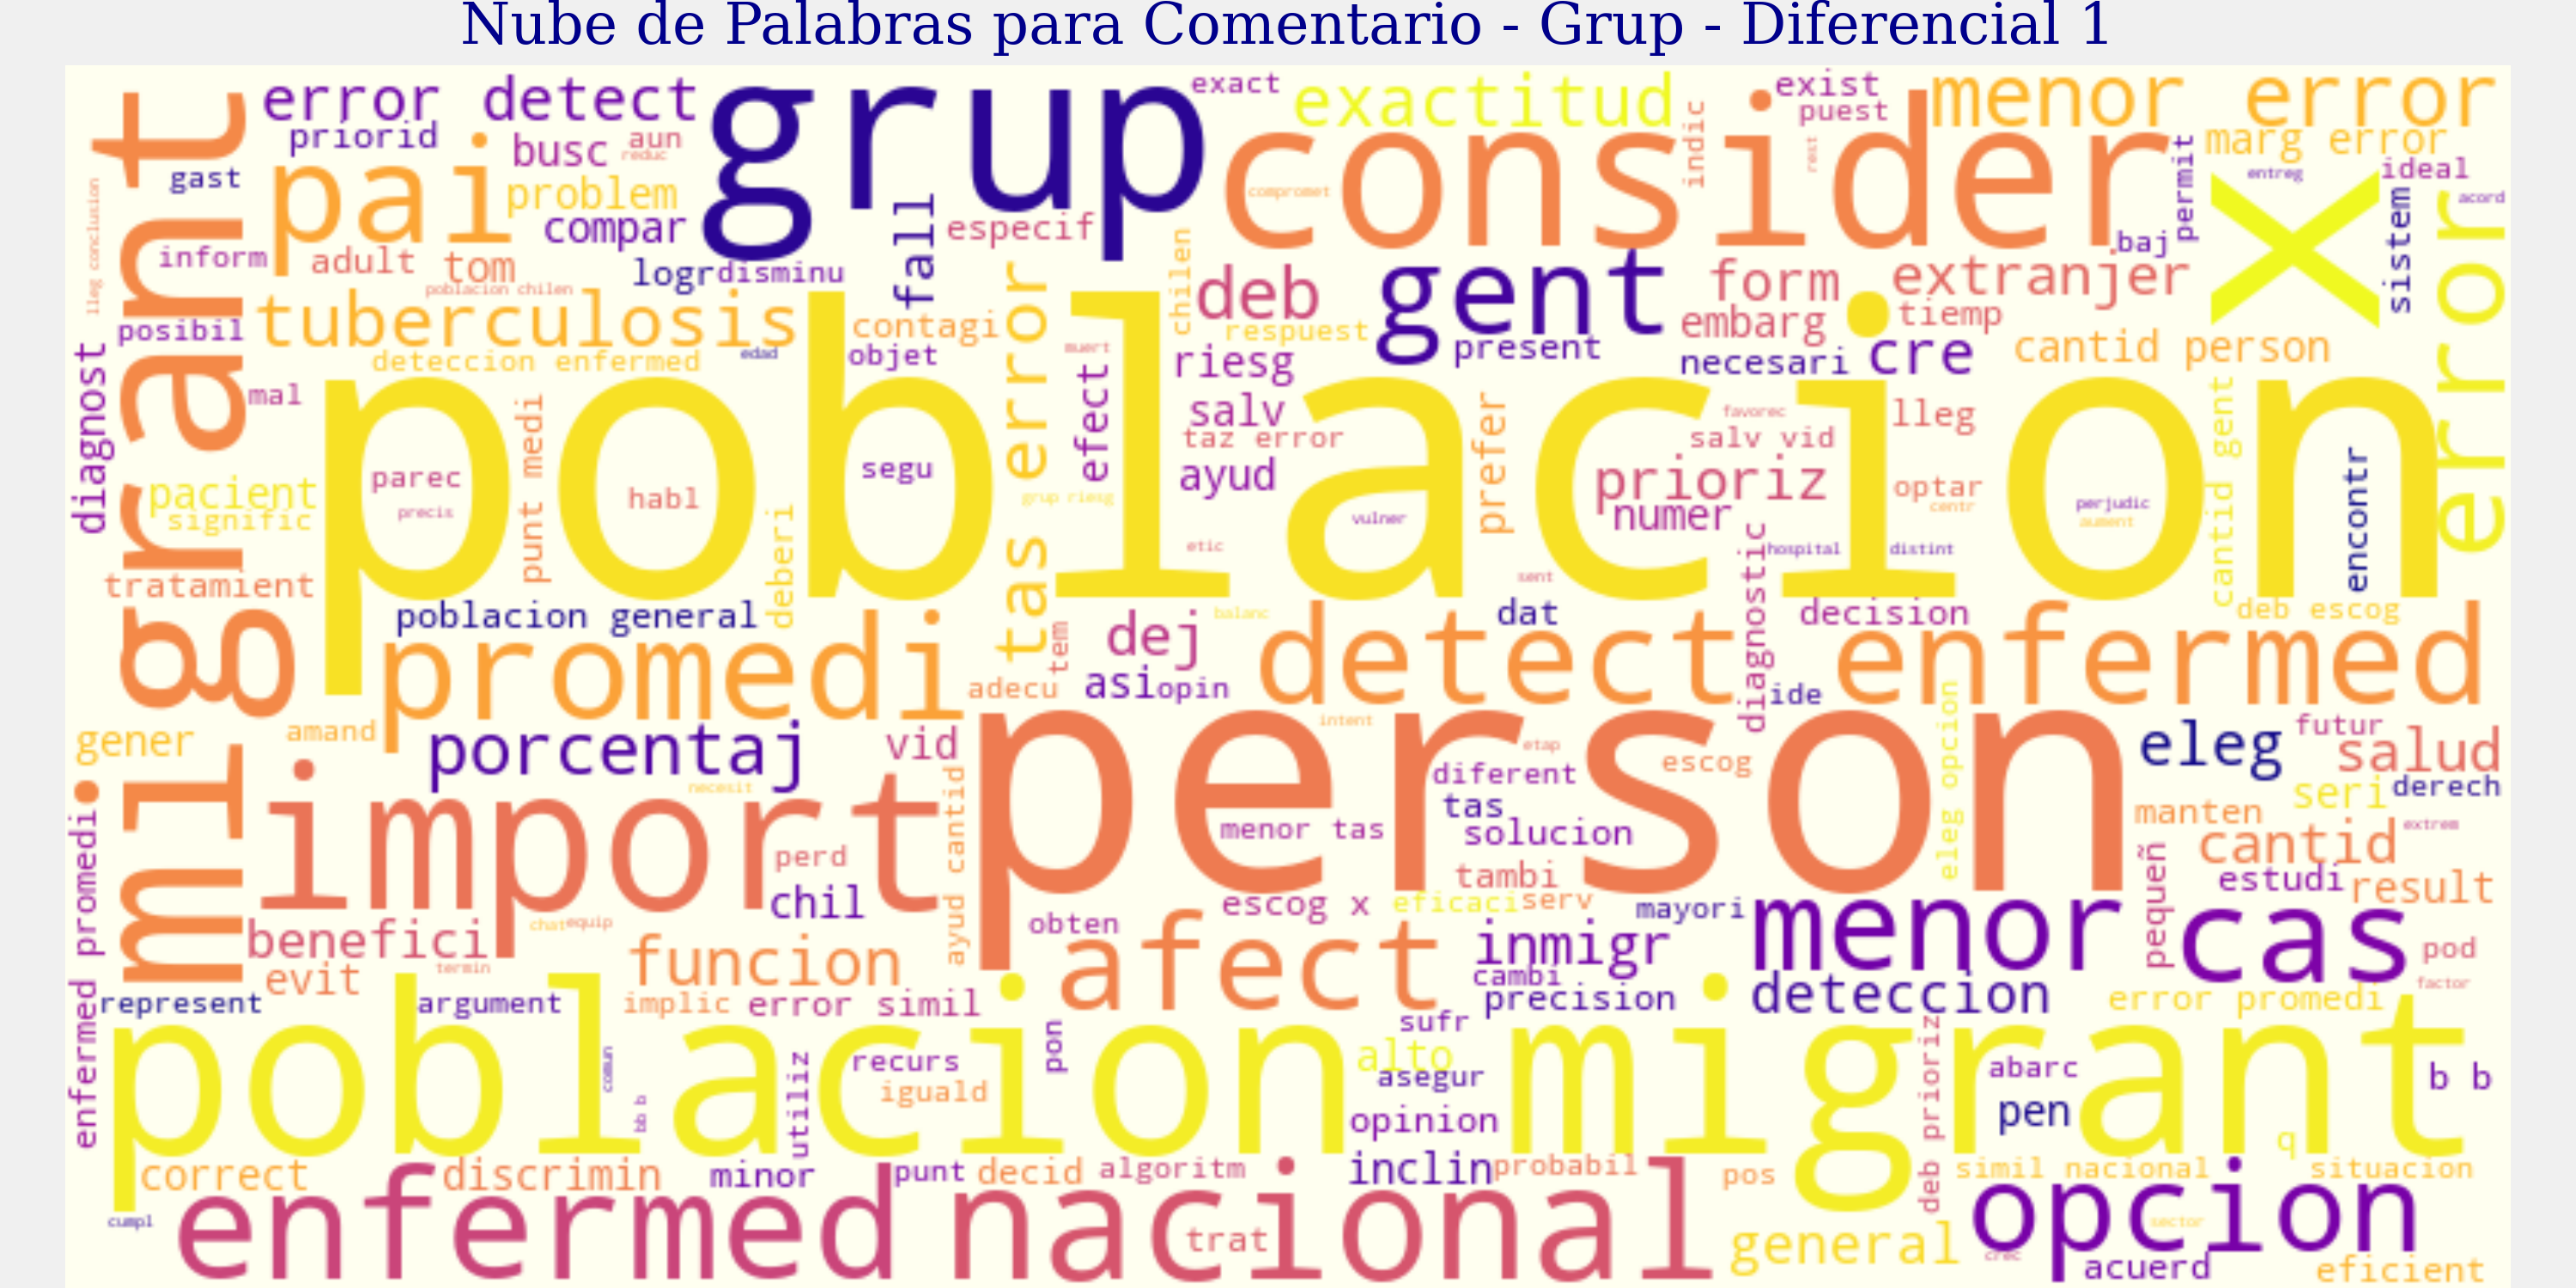 Nube de Palabras para Comentario - Grup - Diferencial 1
error detect
grup
exact
exactitud
exist
menor error
priorid
pai
busc
aun
reduc
consider
indic
puest
rest
permit
marg error
ideal
gast
problem
compar
fall
especif
compromet
entreg
X
acord
sistem
error
lleg conclusion
migrant
inform
adult
tom
logr
disminu
poblacion chilen
chilen
deb
gent
form
extranjer
baj
posibil
tuberculosis
contagi
tas error
respuest
embarg
tiemp
deteccion enfermed
edad
objet
muert
riesg
present
necesari
cre
cantid person
diagnost
mal
poblacion
punt medi
effect
salv
prefer
favorec
lleg
taz error
salv vid
cantid gent
pacient
signific
parec
precis
habl
segu
grup riesg
ayud
vulner
prioriz
numer
optar
centr
perjudic
aument
encontr
deberi
etic
diagnostic
hospital
distint
tratamient
sent
poblacion general
dej
balanc
dat
decision
deb escog
promedi
tem
detect
enfermed
adecu
asi
opin
ide
gener
amand
porcentaj
vid
person
intent
etap
escog
eleg opcion
eleg
futur
salud
enfermed promedi
import
necesit
ayud cantid
diferent
tas
menor tas
solucion
seri
derech
manten
extrem
cantid
perd
chil
tambi
pequeñ
estudi
result
benefici
chat
equip
obten
escog x
eficaci
serv
mayori
menor
cas
pod
evit
termin
funcion
afect
inmigr
cambi
factor
represent
argument
implic
error simil
precision
deteccion
error promedi
poblacion migrant
comun
bb b
utiliz
recurs
iguald
pon
sufr
alto
asegur
opinion
deb prioriz
abarc
pen
b b
q
correct
discrimin
minor
punt
decid
algoritm
inclin
probabil
pos
simil nacional
situacion
cumpl
enfermed
nacional
trat
general
opcion
sector
crec
acuerd
eficient